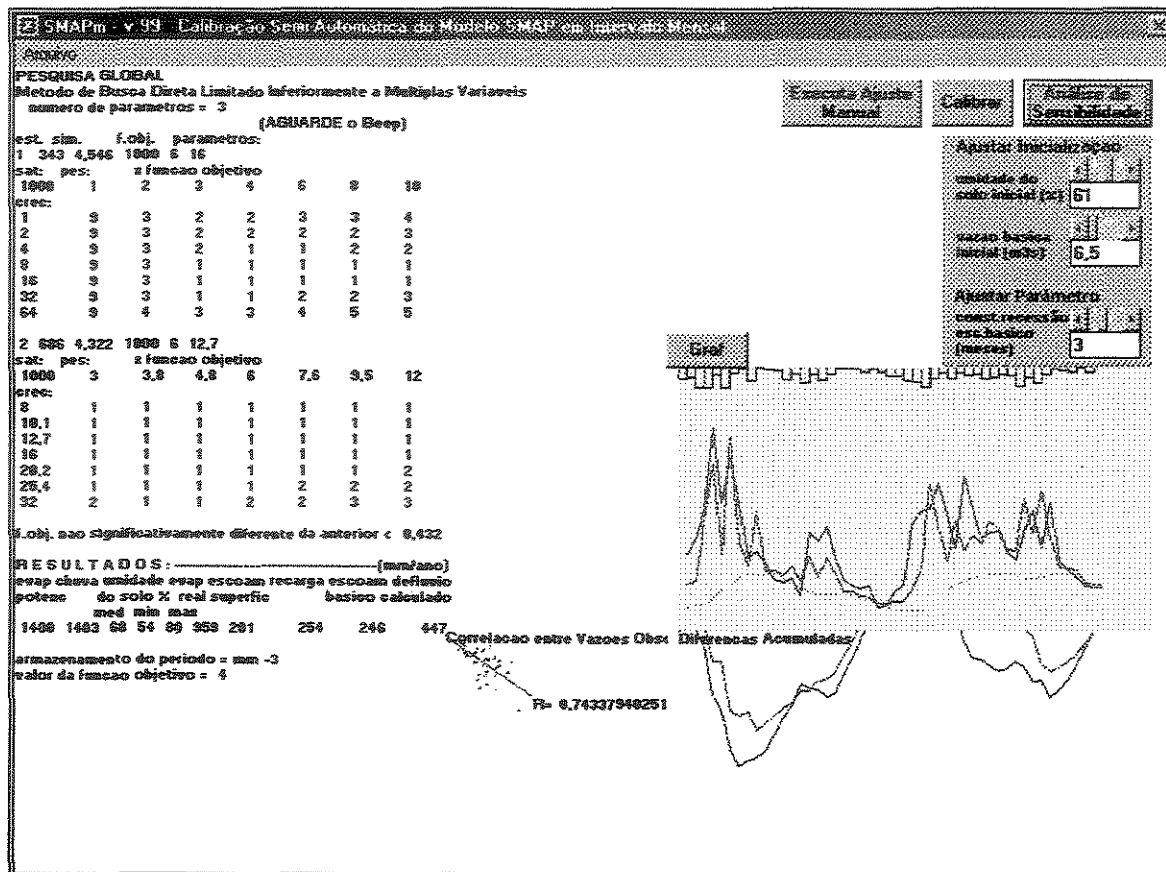 SMAPm - v.99 Calibração Semi-Automática do Modelo SMAP em Intervalo Mensal
Arquivo
PESQUISA GLOBAL
Metodo de Busca Direta Limitado Inferiormente a Multiplas Variaveis
numero de parametros = 3
(AGUARDE o Beep)
est. sim. f.obj. parametros:
1 343 4,546 1000 6 16
sat: pes: z funcao objetivo
1000 1 2 3 4 6 8 10
crec:
1 9 3 2 2 3 3 4
2 9 3 2 2 2 2 3
4 9 3 2 1 1 2 2
8 9 3 1 1 1 1 1
16 9 3 1 1 1 1 1
32 9 3 1 1 2 2 3
64 9 4 3 3 4 5 5
2 686 4,322 1000 6 12,7
sat: pes: z funcao objetivo
1000 3 3,8 4,8 6 7,6 9,5 12
crec:
8 1 1 1 1 1 1 1
10,1 1 1 1 1 1 1 1
12,7 1 1 1 1 1 1 1
16 1 1 1 1 1 1 1
20,2 1 1 1 1 1 1 2
25,4 1 1 1 1 2 2 2
32 2 1 1 2 2 3 3
f.obj. nao significativamente diferente da anterior < 0,432
R E S U L T A D O S : ----------------------------------(mm/ano)
evap chuva umidade evap escoam recarga escoam defluvio
potenc do solo % real superfic basico calculado
med min max
1400 1403 68 54 80 959 201 254 246 447
armazenamento do periodo = mm -3
valor da funcao objetivo = 4
Executa Ajuste Manual
Calibrar
Análise de Sensibilidade
Ajustar Inicialização
umidade do
solo inicial (%) 61
vazão basica
inicial (m3s) 6,5
Ajustar Parâmetro
const.recessão
esc.basico
(meses) 3
Graf
Correlacao entre Vazoes Obse Diferencas Acumuladas
R= 0,74337940251